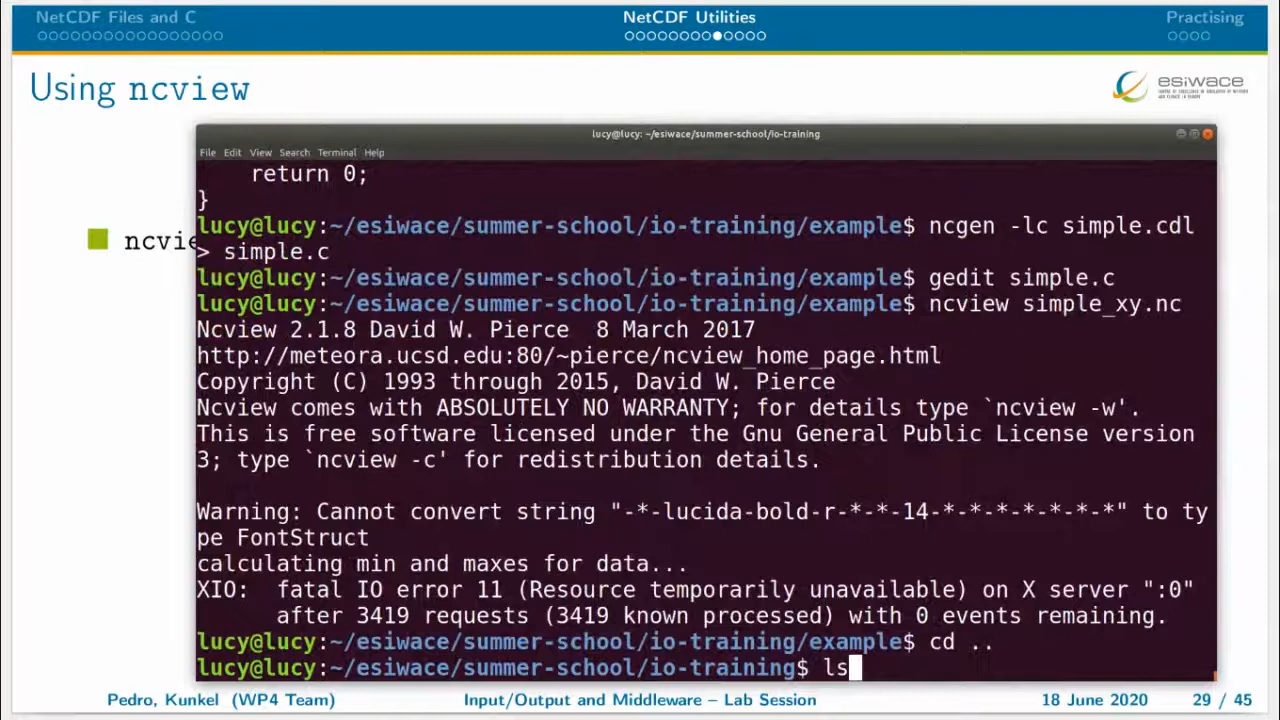 NetCDF Files and C
NetCDF Utilities
Practising
Using ncview
esiwace
lucy@lucy: ~/esiwace/summer-school/io-training
File Edit View Search Terminal Help
return 0;
}
lucy@lucy:~/esiwace/summer-school/io-training/example$ ncgen -lc simple.cdl
> simple.c
lucy@lucy:~/esiwace/summer-school/io-training/example$ gedit simple.c
lucy@lucy:~/esiwace/summer-school/io-training/example$ ncview simple_xy.nc
Ncview 2.1.8 David W. Pierce  8 March 2017
http://meteora.ucsd.edu:80/~pierce/ncview_home_page.html
Copyright (C) 1993 through 2015, David W. Pierce
Ncview comes with ABSOLUTELY NO WARRANTY; for details type `ncview -w'.
This is free software licensed under the Gnu General Public License version
3; type `ncview -c' for redistribution details.
Warning: Cannot convert string "-*-lucida-bold-r-*-*-14-*-*-*-*-*-*-*" to ty
pe FontStruct
calculating min and maxes for data...
XIO:  fatal IO error 11 (Resource temporarily unavailable) on X server ":0"
after 3419 requests (3419 known processed) with 0 events remaining.
lucy@lucy:~/esiwace/summer-school/io-training/example$ cd ..
lucy@lucy:~/esiwace/summer-school/io-training$ ls
ncvie
Pedro, Kunkel (WP4 Team)
Input/Output and Middleware – Lab Session
18 June 2020
29 / 45